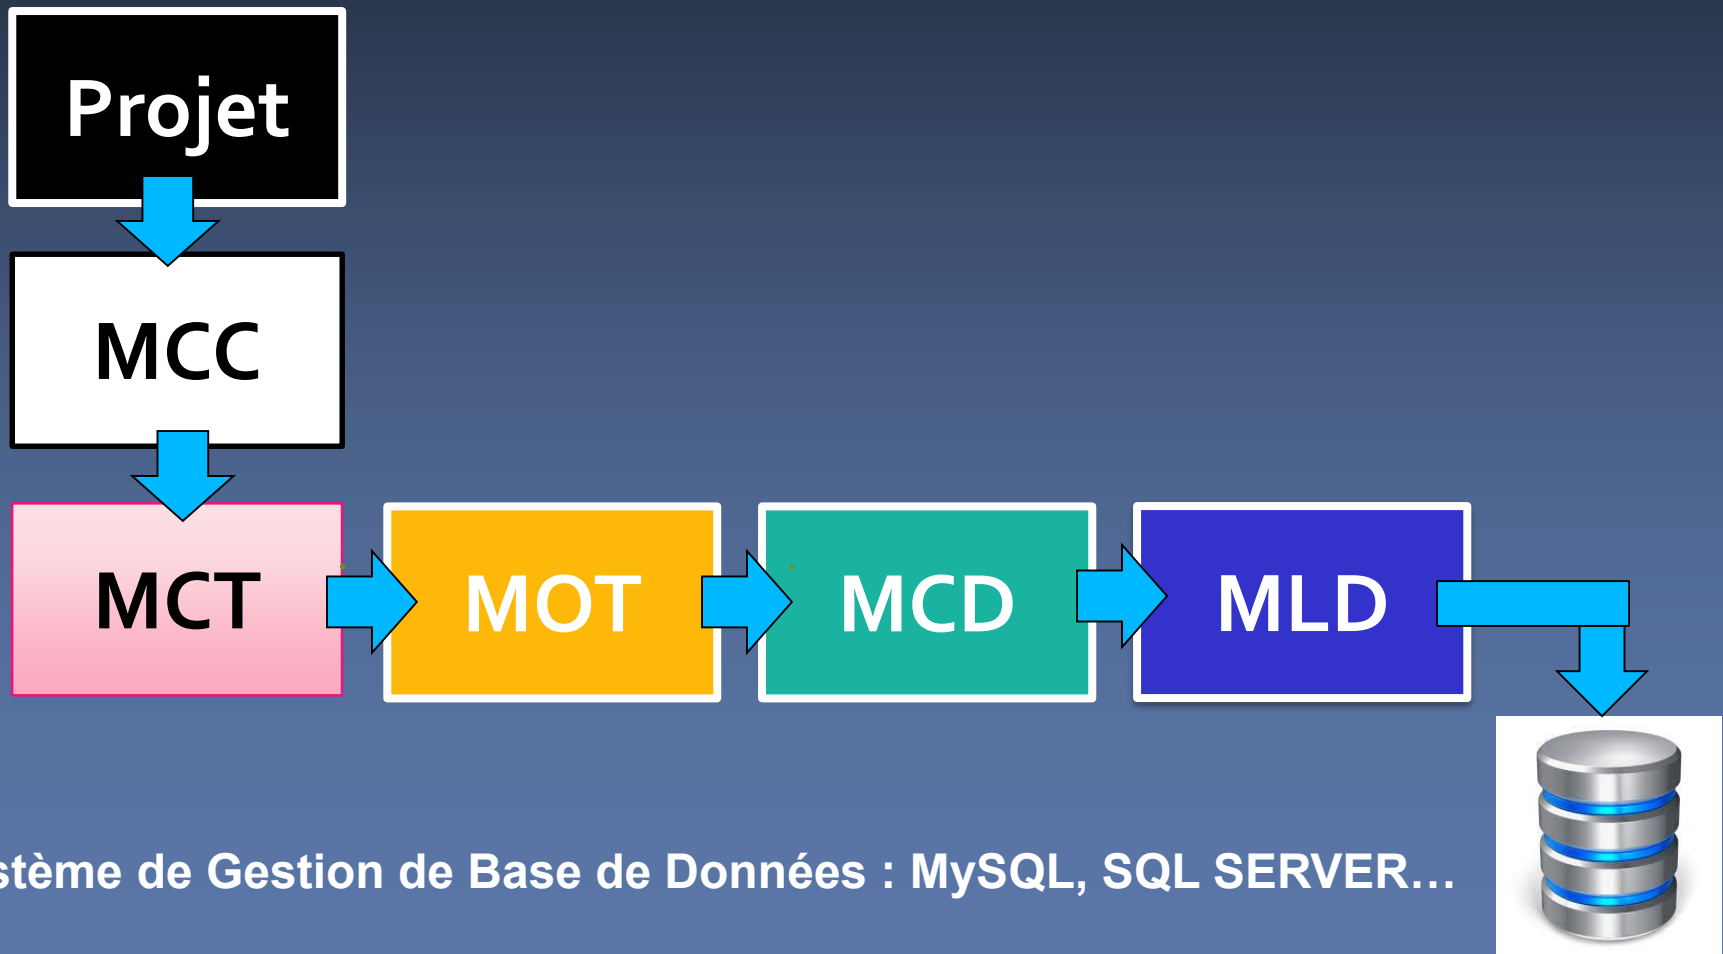 Projet
MCC
MCT
MOT
MCD
MLD
stème de Gestion de Base de Données : MySQL, SQL SERVER...